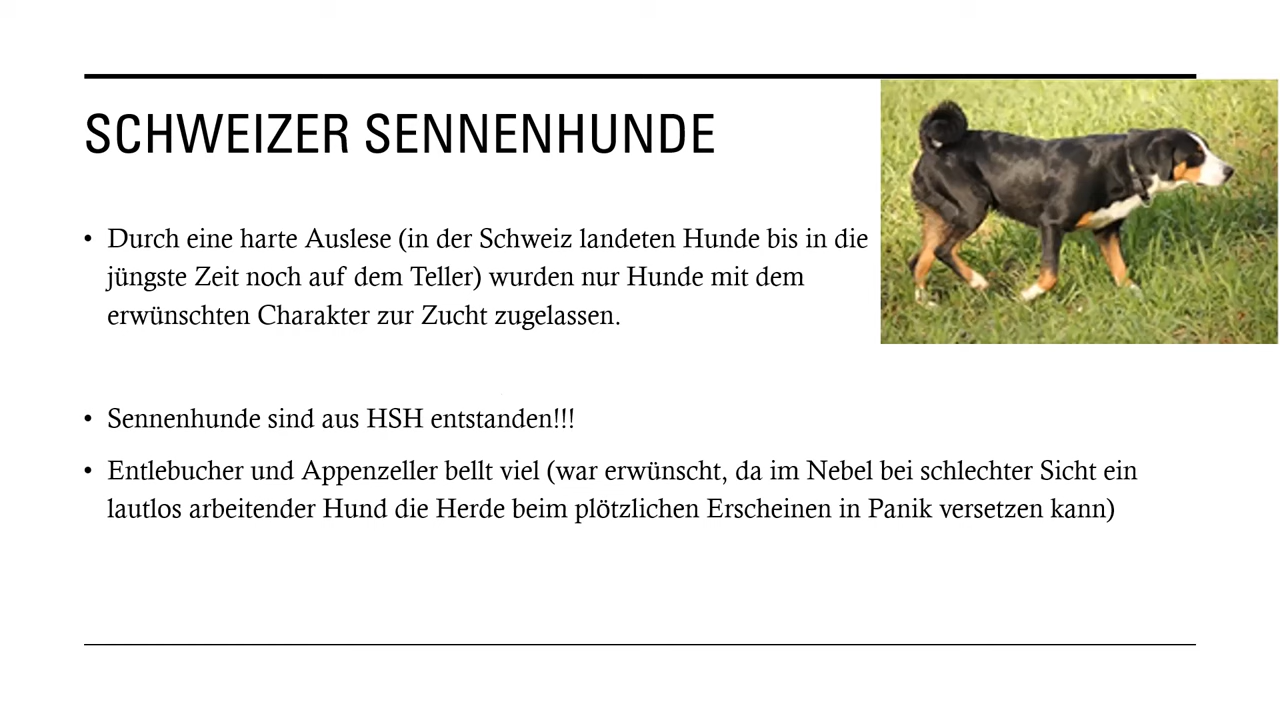 SCHWEIZER SENNENHUNDE
• Durch eine harte Auslese (in der Schweiz landeten Hunde bis in die
jüngste Zeit noch auf dem Teller) wurden nur Hunde mit dem
erwünschten Charakter zur Zucht zugelassen.
• Sennenhunde sind aus HSH entstanden!!!
• Entlebucher und Appenzeller bellt viel (war erwünscht, da im Nebel bei schlechter Sicht ein
lautlos arbeitender Hund die Herde beim plötzlichen Erscheinen in Panik versetzen kann)